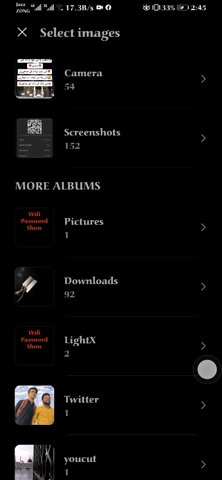 Jazz
ZONG
17.3B/s
33%
2:45
Select images
Camera
54
Screenshots
152
MORE ALBUMS
Wifi
Password
Show
Pictures
1
Downloads
92
Wifi
Password
Show
LightX
2
Twitter
1
youcut
1